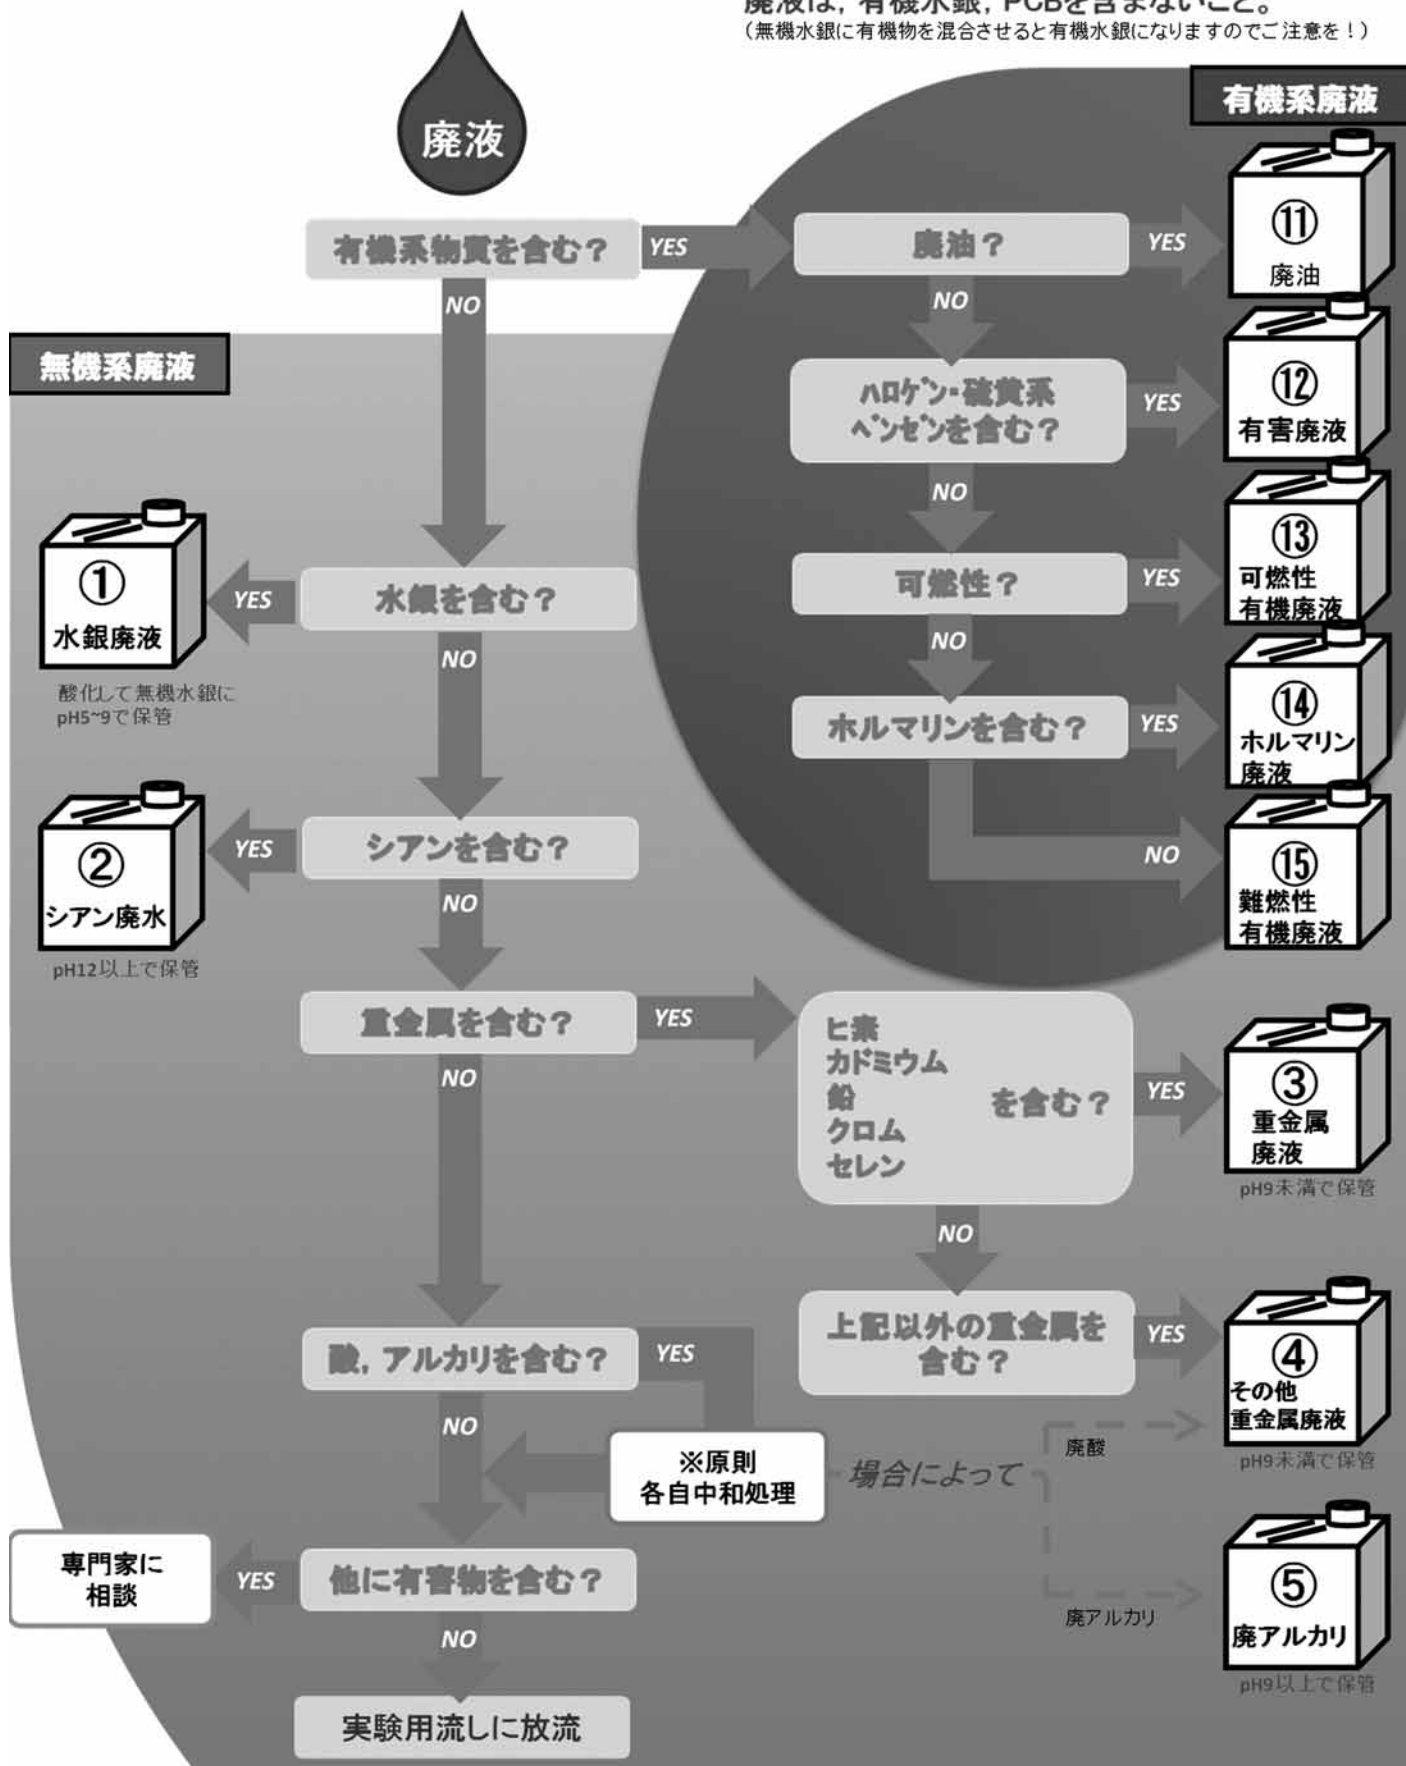 廃液は，有機水銀，PCBを含まないこと。
（無機水銀に有機物を混合させると有機水銀になりますのでご注意を！）
廃液
有機系廃液
有機系物質を含む？
YES
廃油？
YES
⑪
廃油
NO
NO
無機系廃液
ﾊﾛｹﾞﾝ・硫黄系
ﾍﾞﾝｾﾞﾝを含む？
YES
⑫
有害廃液
NO
可燃性？
YES
⑬
可燃性
有機廃液
NO
ホルマリンを含む？
YES
⑭
ホルマリン
廃液
NO
⑮
難燃性
有機廃液
水銀を含む？
YES
①
水銀廃液
酸化して無機水銀に
pH5~9で保管
NO
シアンを含む？
YES
②
シアン廃水
pH12以上で保管
NO
重金属を含む？
YES
ヒ素
カドミウム
鉛
クロム
セレン
を含む？
YES
③
重金属
廃液
pH9未満で保管
NO
NO
上記以外の重金属を
含む？
YES
④
その他
重金属廃液
pH9未満で保管
酸，アルカリを含む？
YES
NO
※原則
各自中和処理
場合によって
廃酸
廃アルカリ
⑤
廃アルカリ
pH9以上で保管
他に有害物を含む？
YES
専門家に
相談
NO
実験用流しに放流